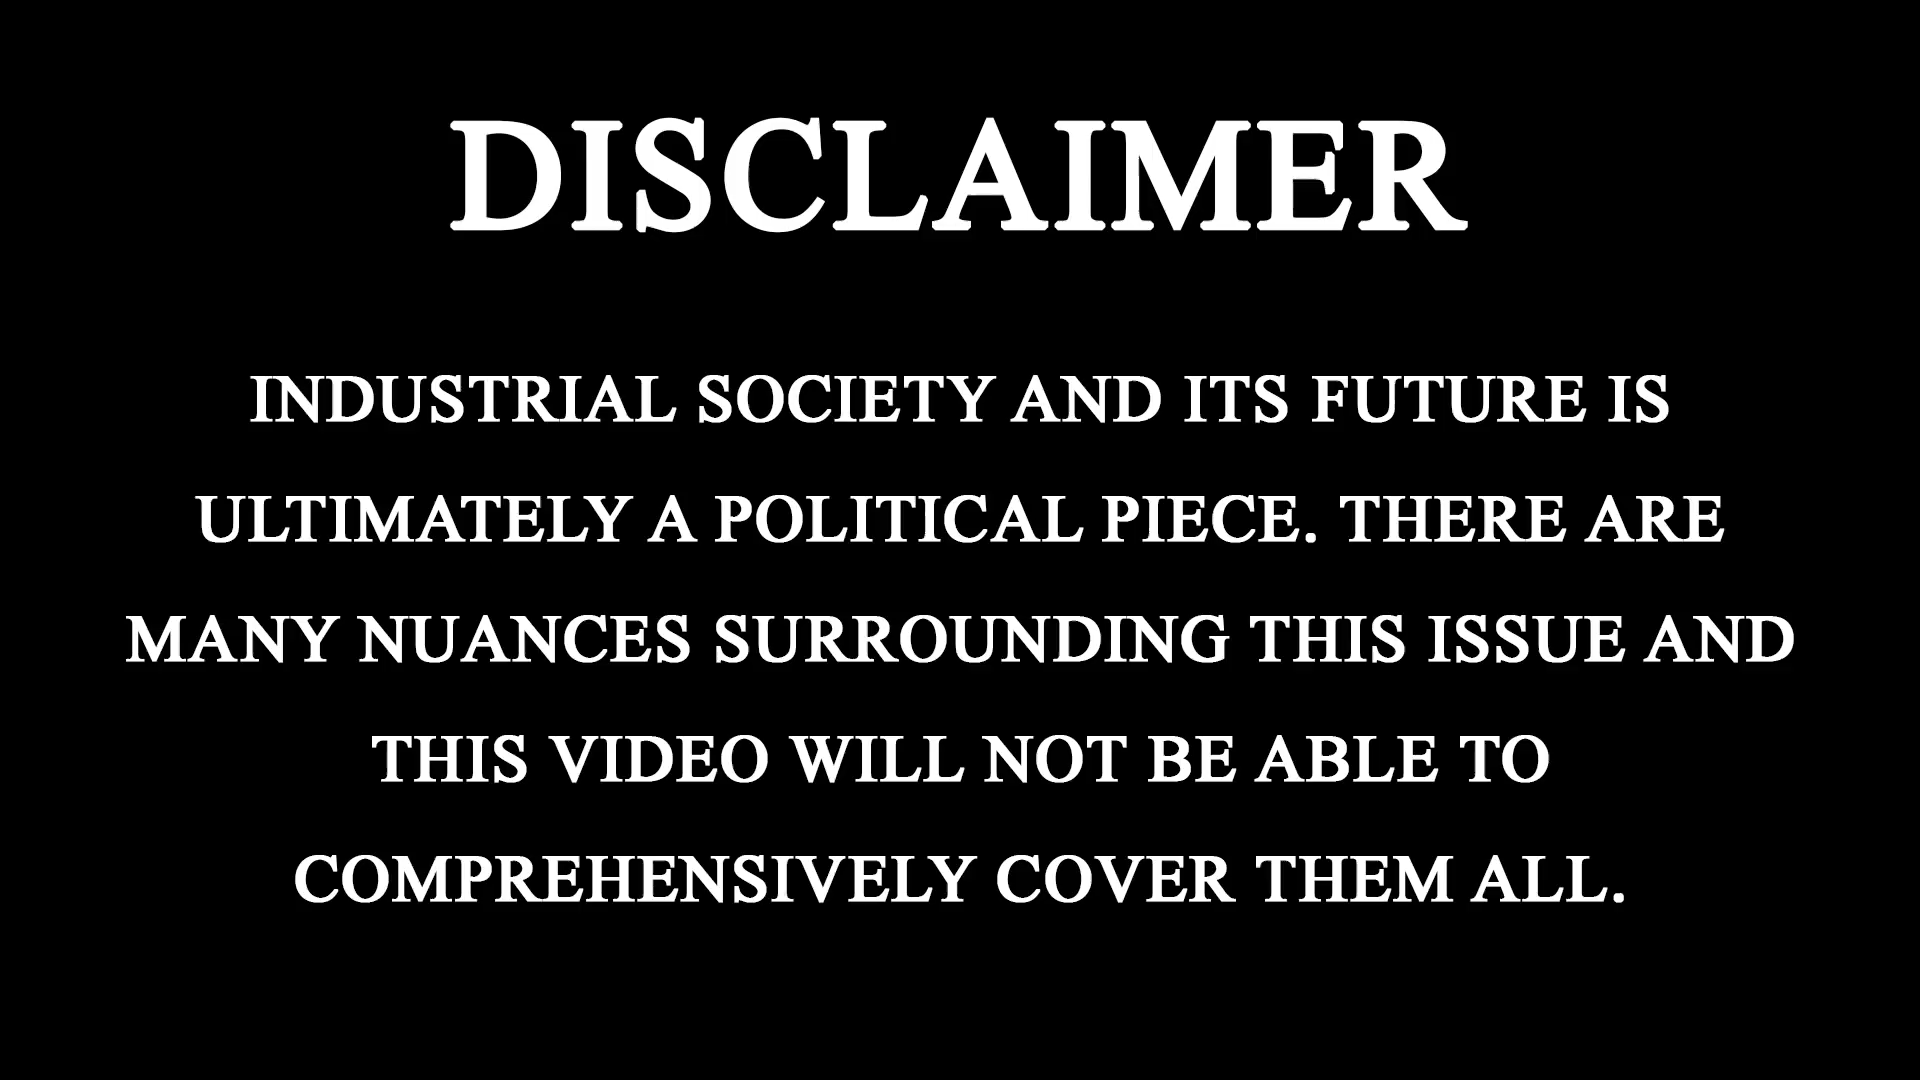 DISCLAIMER
INDUSTRIAL SOCIETY AND ITS FUTURE IS
ULTIMATELY A POLITICAL PIECE. THERE ARE
MANY NUANCES SURROUNDING THIS ISSUE AND
THIS VIDEO WILL NOT BE ABLE TO
COMPREHENSIVELY COVER THEM ALL.